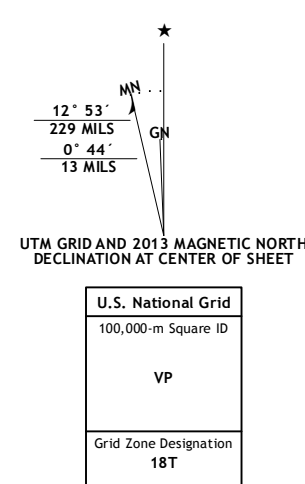 ★
MN
12° 53´
229 MILS
GN
0° 44´
13 MILS
UTM GRID AND 2013 MAGNETIC NORTH
DECLINATION AT CENTER OF SHEET
U.S. National Grid
100,000-m Square ID
VP
Grid Zone Designation
18T